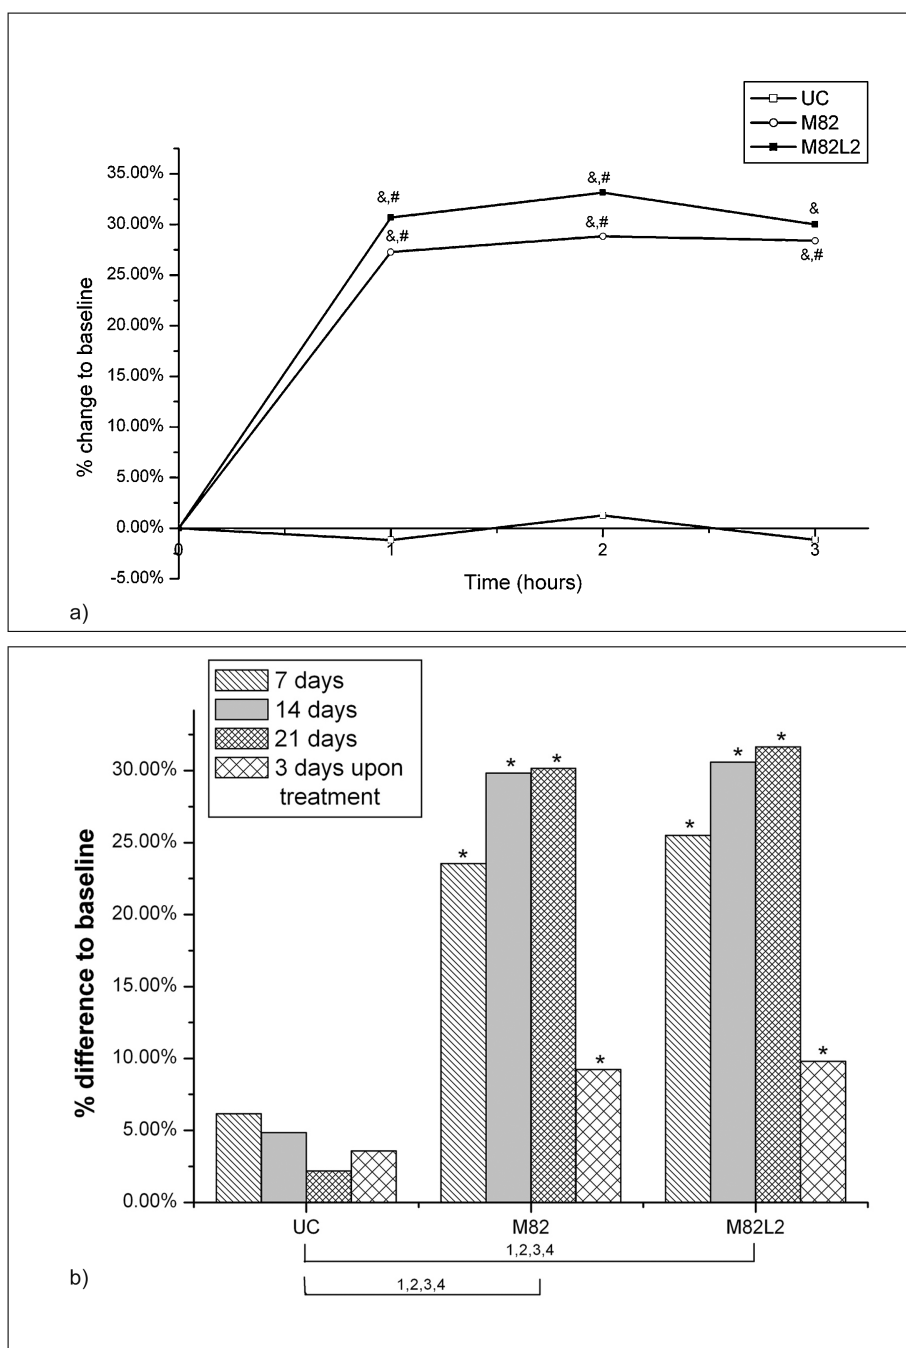 UC
M82
M82L2
35.00%
30.00%
25.00%
20.00%
15.00%
10.00%
5.00%
0.00%
-5.00%
% change to baseline
&,#
&,#
&
&,#
&,#
&,#
0
1
2
3
Time (hours)
a)
7 days
14 days
21 days
3 days upon
treatment
30.00%
25.00%
20.00%
15.00%
10.00%
5.00%
0.00%
% difference to baseline
* * * *
* * * *
UC M82 M82L2
1,2,3,4
1,2,3,4
b)